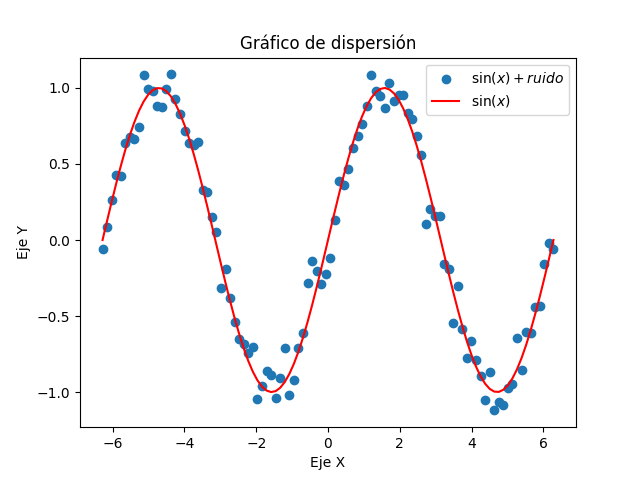 Gráfico de dispersión
sin(x) + ruido
sin(x)
1.0
0.5
0.0
−0.5
−1.0
Eje Y
−6 −4 −2 0 2 4 6
Eje X